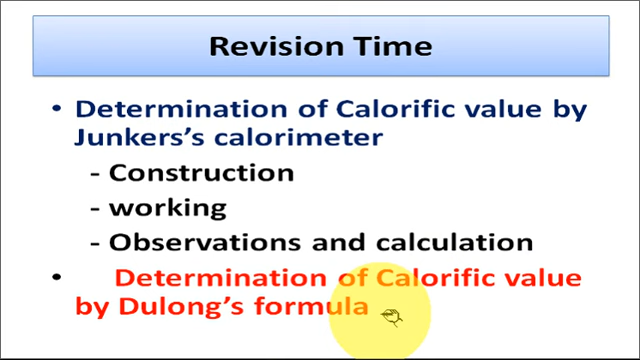 Revision Time
• Determination of Calorific value by
Junkers's calorimeter
- Construction
- working
- Observations and calculation
• Determination of Calorific value
by Dulong's formula